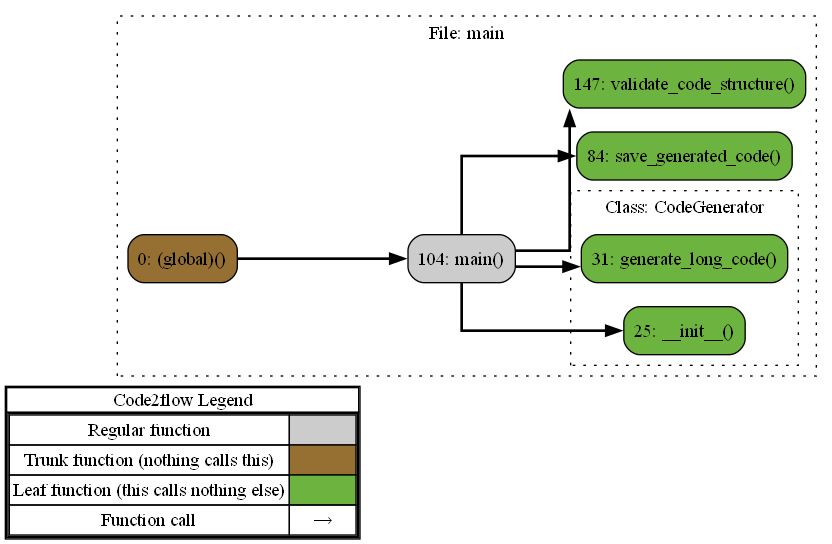 File: main
147: validate_code_structure()
84: save_generated_code()
Class: CodeGenerator
0: (global)()
104: main()
31: generate_long_code()
25: __init__()
Code2flow Legend
Regular function
Trunk function (nothing calls this)
Leaf function (this calls nothing else)
Function call →